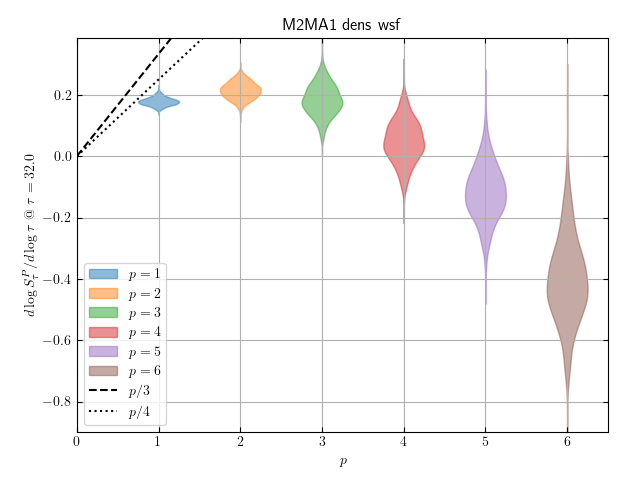 M2MA1 dens wsf
d log S_τ^P / d log τ @ τ = 32.0
0.2
0.0
−0.2
−0.4
−0.6
−0.8
p = 1
p = 2
p = 3
p = 4
p = 5
p = 6
p/3
p/4
0 1 2 3 4 5 6
p